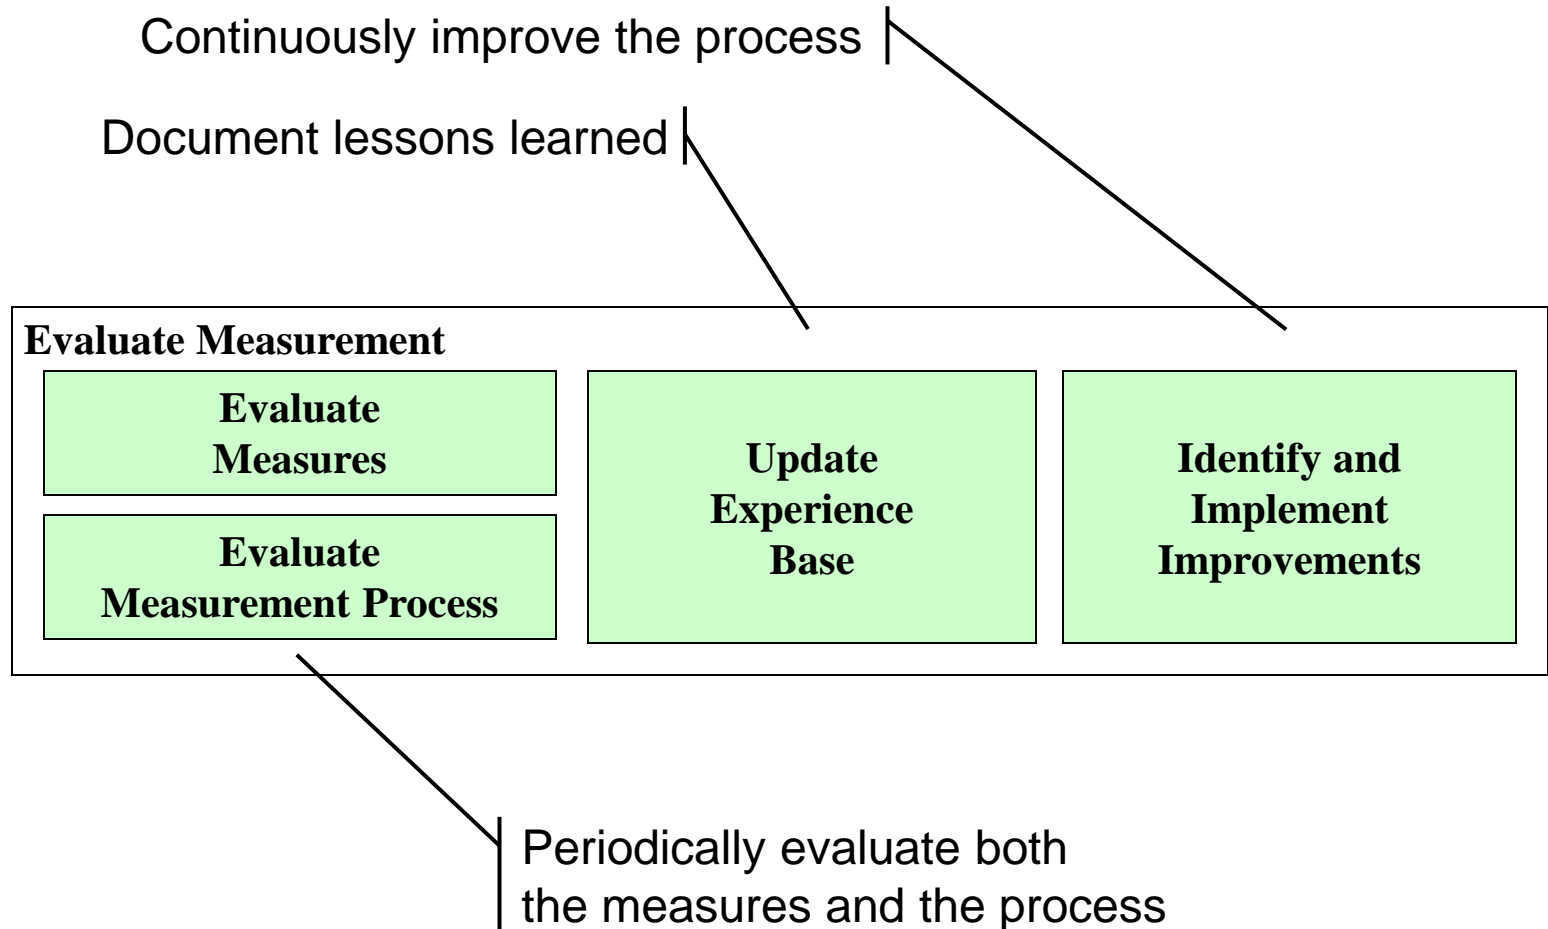 Continuously improve the process
Document lessons learned
Evaluate Measurement
Evaluate
Measures
Evaluate
Measurement Process
Update
Experience
Base
Identify and
Implement
Improvements
Periodically evaluate both
the measures and the process